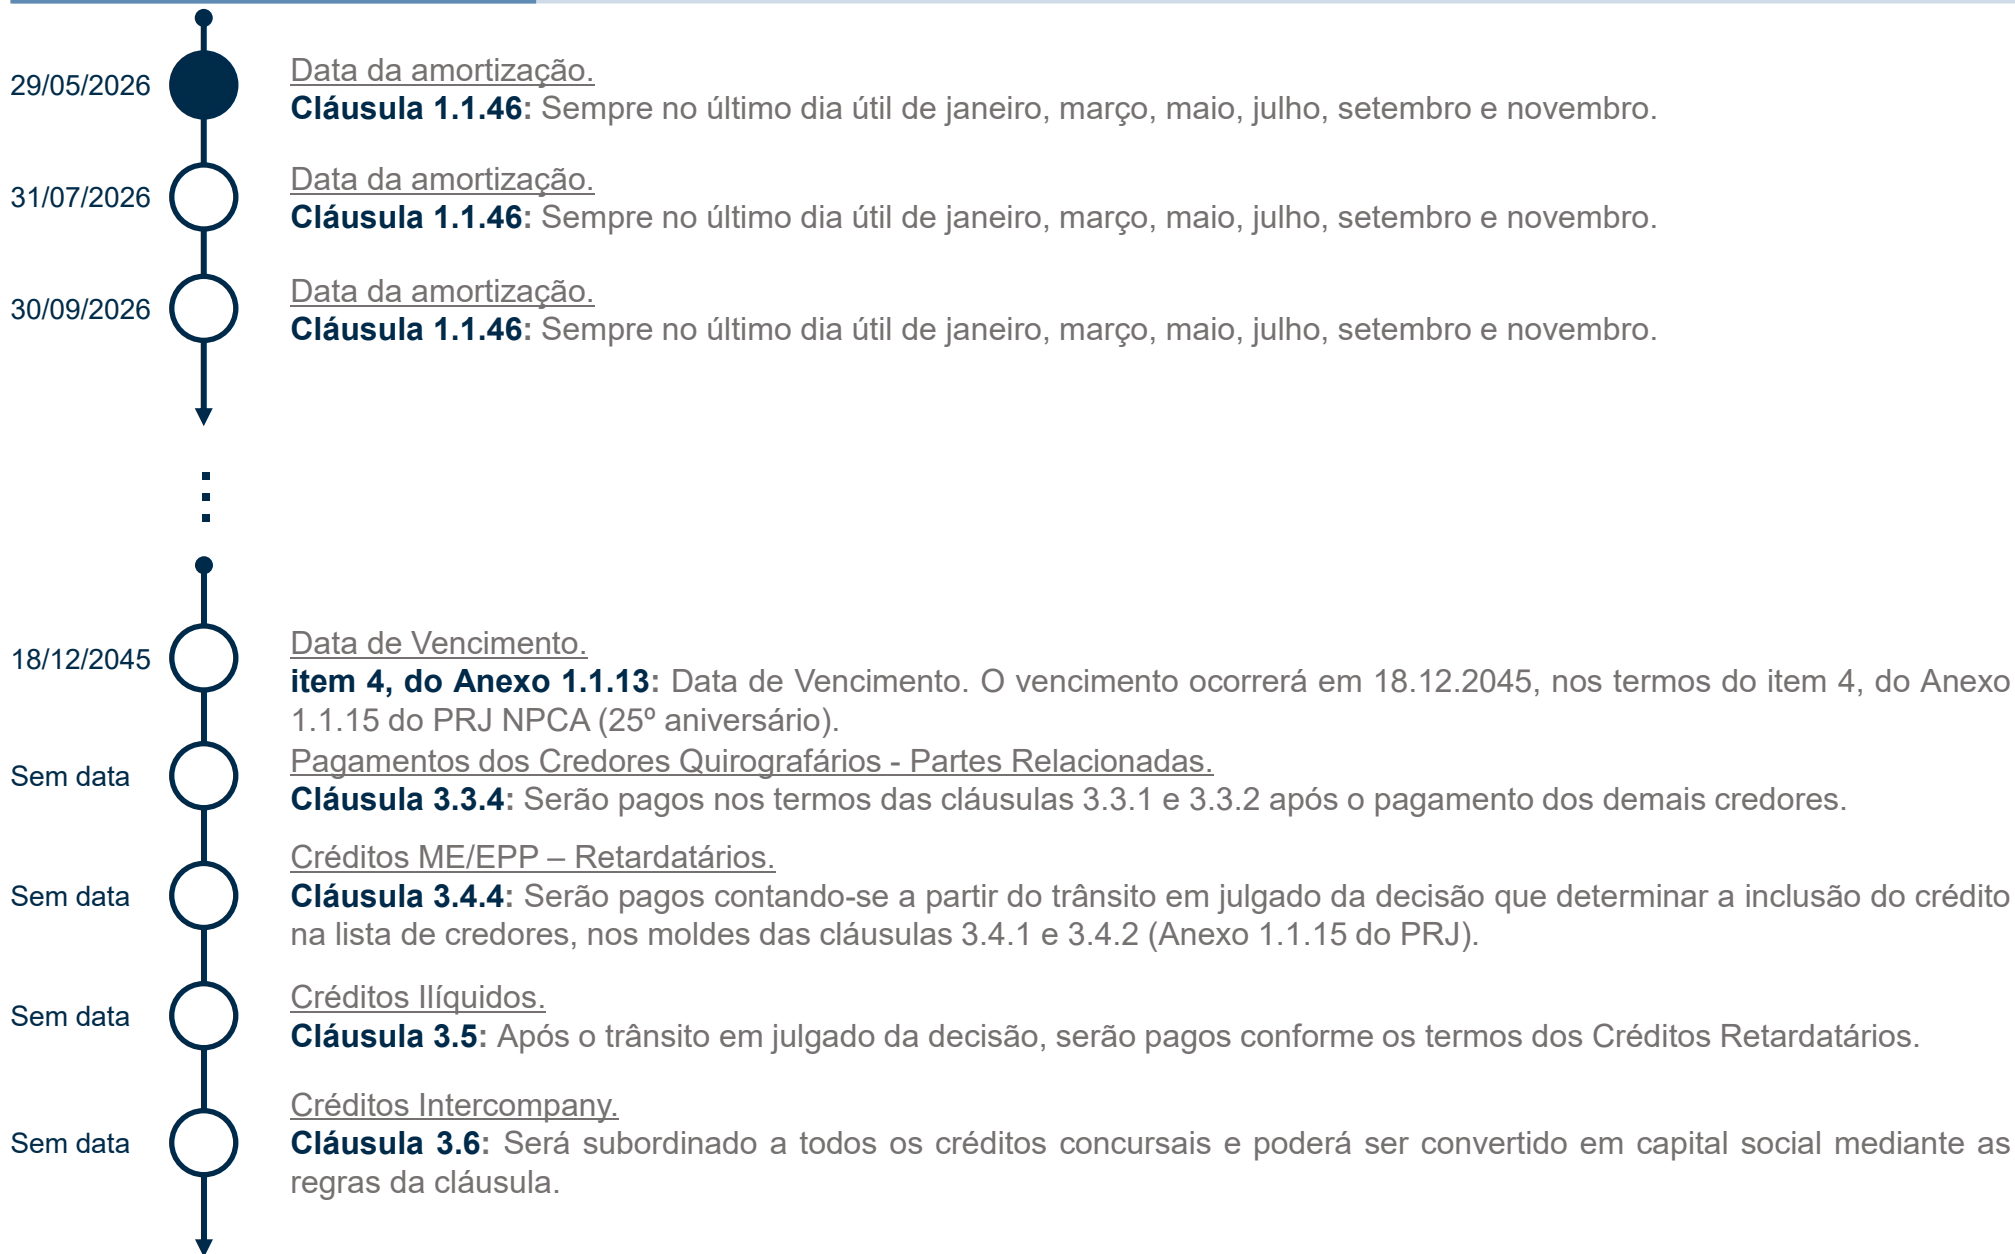 29/05/2026
Data da amortização.
Cláusula 1.1.46: Sempre no último dia útil de janeiro, março, maio, julho, setembro e novembro.
31/07/2026
Data da amortização.
Cláusula 1.1.46: Sempre no último dia útil de janeiro, março, maio, julho, setembro e novembro.
30/09/2026
Data da amortização.
Cláusula 1.1.46: Sempre no último dia útil de janeiro, março, maio, julho, setembro e novembro.
18/12/2045
Data de Vencimento.
item 4, do Anexo 1.1.13: Data de Vencimento. O vencimento ocorrerá em 18.12.2045, nos termos do item 4, do Anexo
1.1.15 do PRJ NPCA (25º aniversário).
Sem data
Pagamentos dos Credores Quirografários - Partes Relacionadas.
Cláusula 3.3.4: Serão pagos nos termos das cláusulas 3.3.1 e 3.3.2 após o pagamento dos demais credores.
Sem data
Créditos ME/EPP – Retardatários.
Cláusula 3.4.4: Serão pagos contando-se a partir do trânsito em julgado da decisão que determinar a inclusão do crédito
na lista de credores, nos moldes das cláusulas 3.4.1 e 3.4.2 (Anexo 1.1.15 do PRJ).
Sem data
Créditos Ilíquidos.
Cláusula 3.5: Após o trânsito em julgado da decisão, serão pagos conforme os termos dos Créditos Retardatários.
Sem data
Créditos Intercompany.
Cláusula 3.6: Será subordinado a todos os créditos concursais e poderá ser convertido em capital social mediante as
regras da cláusula.